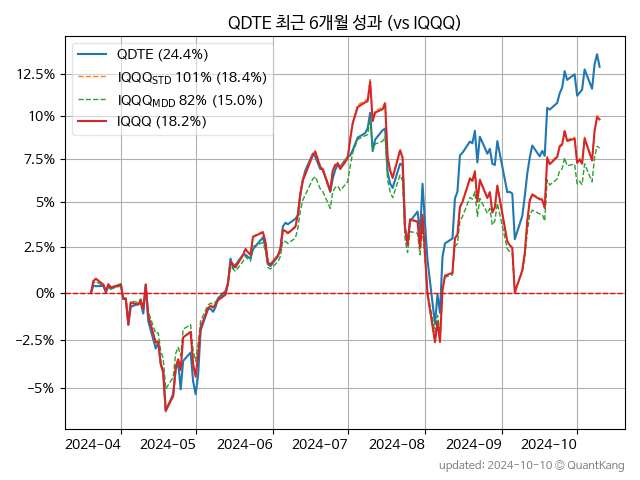 QDTE 최근 6개월 성과 (vs IQQQ)
QDTE (24.4%)
IQQQSTD 101% (18.4%)
IQQQMDD 82% (15.0%)
IQQQ (18.2%)
12.5%
10%
7.5%
5%
2.5%
0%
−2.5%
−5%
2024-04 2024-05 2024-06 2024-07 2024-08 2024-09 2024-10
updated: 2024-10-10 © QuantKang